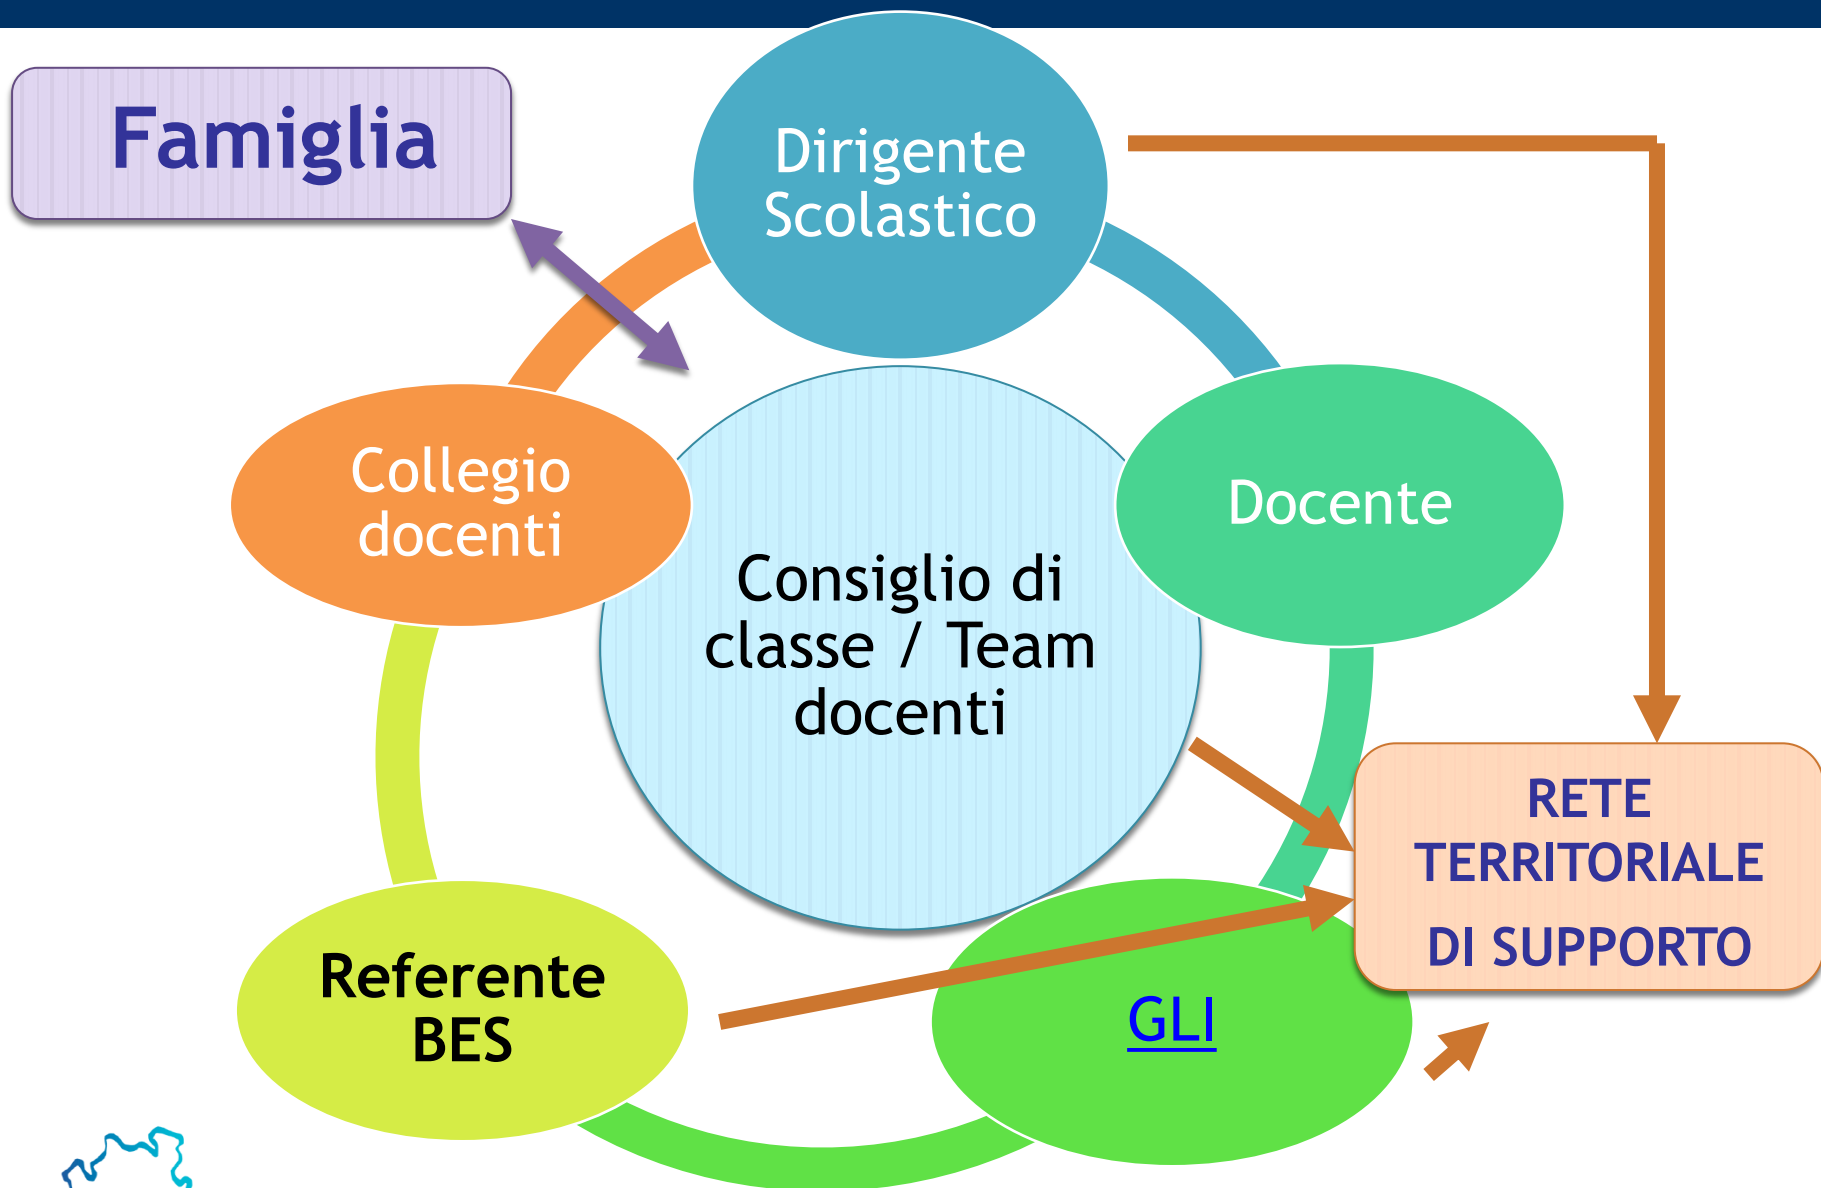 Famiglia
Dirigente
Scolastico
Collegio
docenti
Docente
Consiglio di
classe / Team
docenti
RETE
TERRITORIALE
DI SUPPORTO
Referente
BES
GLI